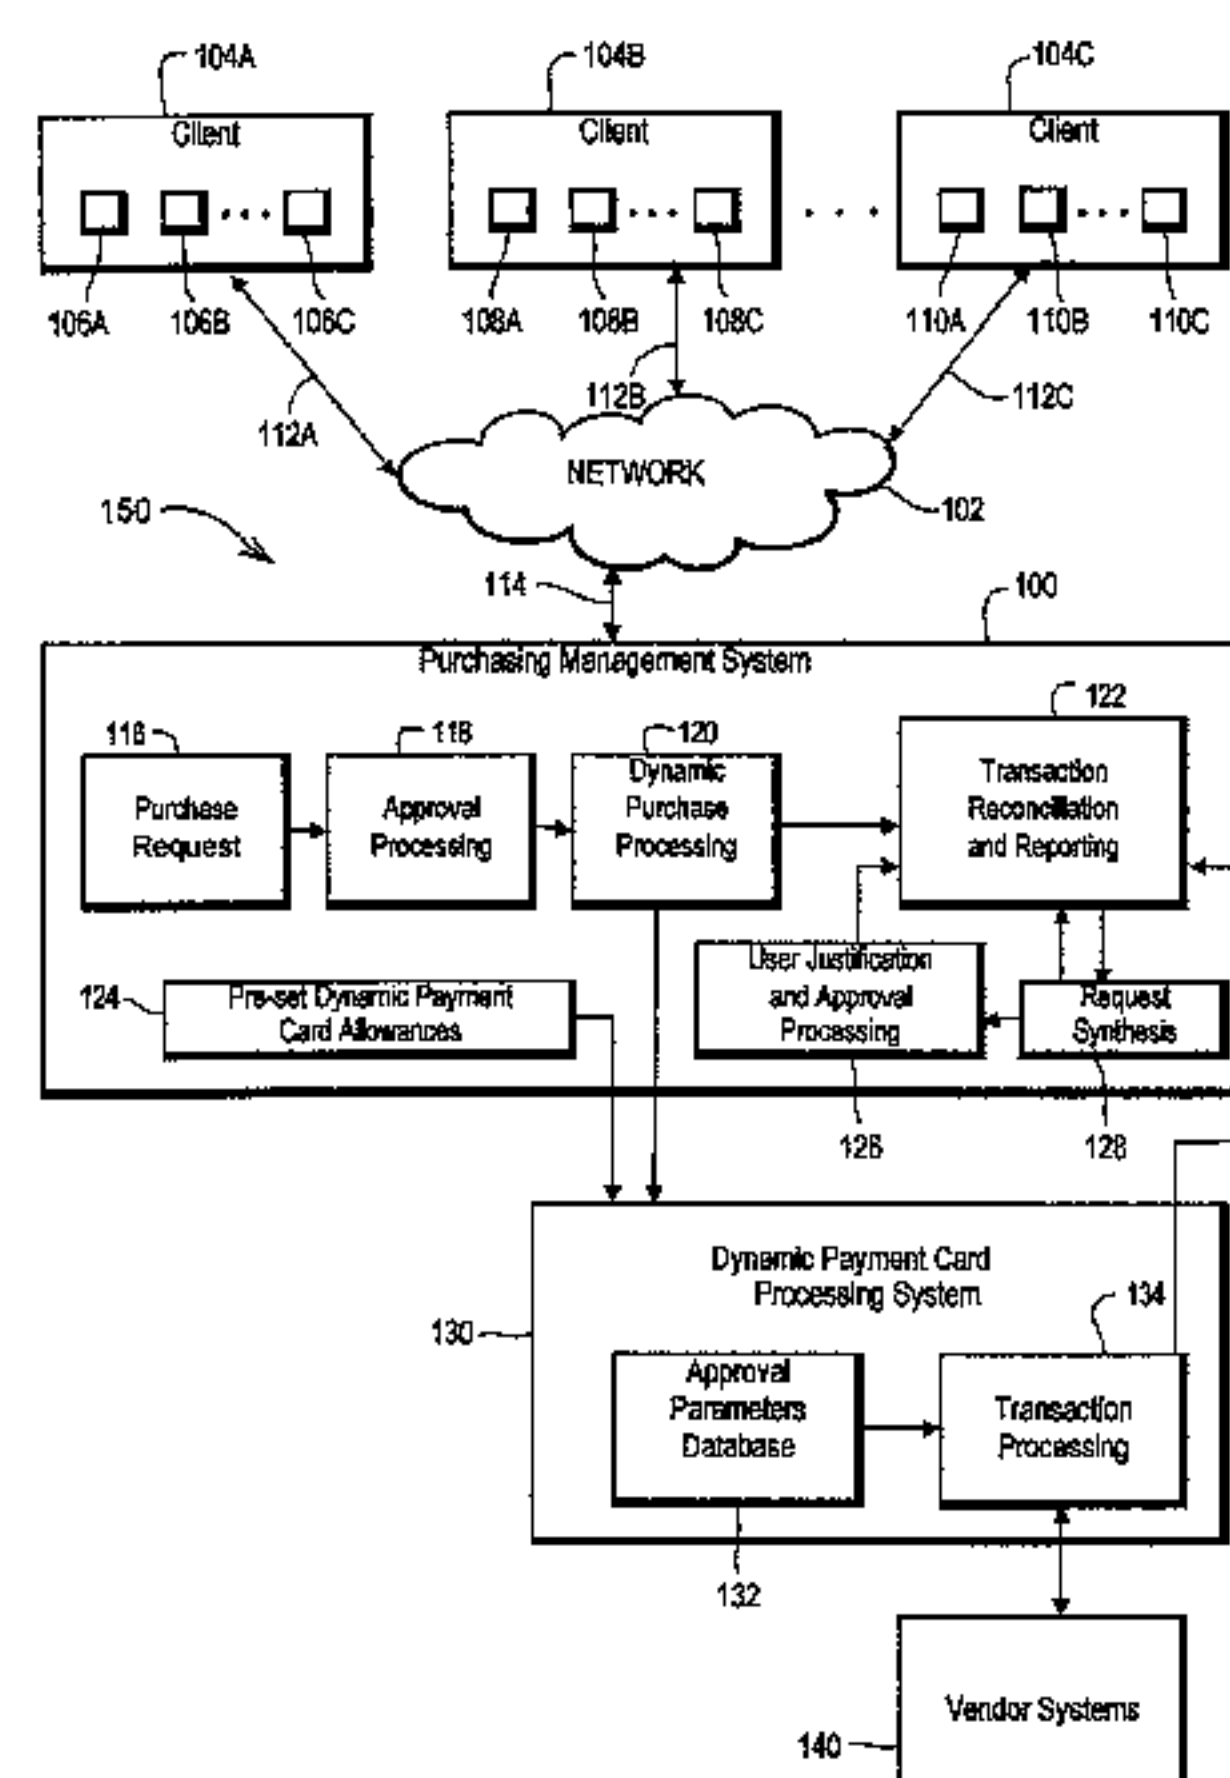 104A
104B
104C
Client
Client
Client
106A
106B
106C
108A
108B
108C
110A
110B
110C
112A
112B
112C
NETWORK
102
150
114
100
Purchasing Management System
116
118
120
122
Purchase
Request
Approval
Processing
Dynamic
Purchase
Processing
Transaction
Reconciliation
and Reporting
124
Pre-set Dynamic Payment
Card Allowances
User Justification
and Approval
Processing
Request
Synthesis
126
128
Dynamic Payment Card
Processing System
130
134
Approval
Parameters
Database
Transaction
Processing
132
Vendor Systems
140